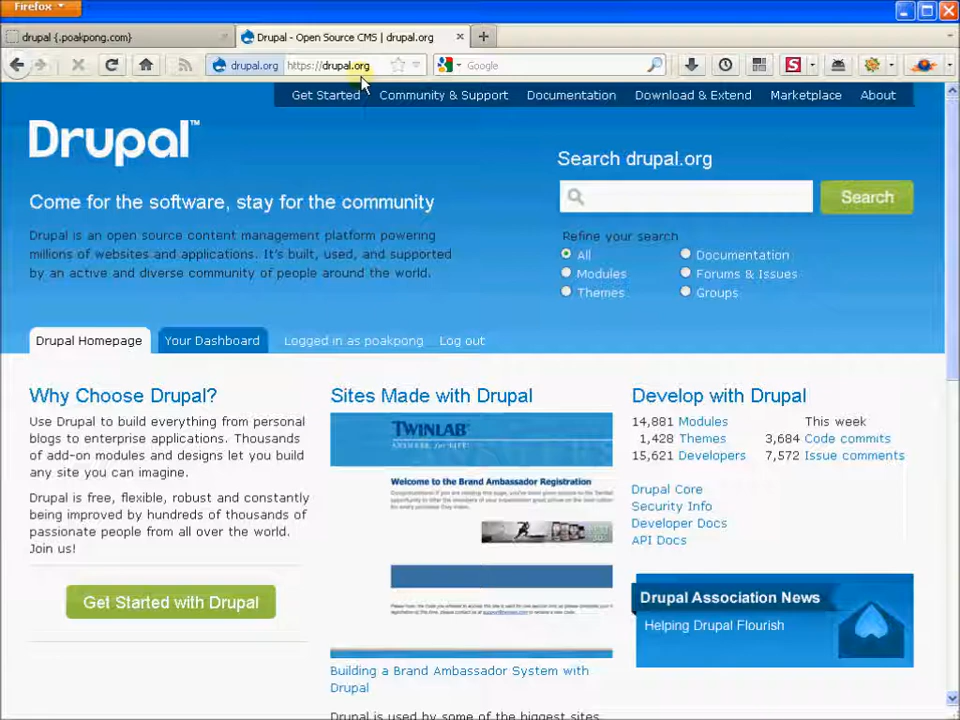 Firefox
drupal {.poakpong.com}
Drupal - Open Source CMS | drupal.org
drupal.org
https://drupal.org
Google
Get Started
Community & Support
Documentation
Download & Extend
Marketplace
About
Drupal™
Search drupal.org
Search
Come for the software, stay for the community
Drupal is an open source content management platform powering
millions of websites and applications. It's built, used, and supported
by an active and diverse community of people around the world.
Refine your search
All
Documentation
Modules
Forums & Issues
Themes
Groups
Drupal Homepage
Your Dashboard
Logged in as poakpong
Log out
Why Choose Drupal?
Use Drupal to build everything from personal
blogs to enterprise applications. Thousands
of add-on modules and designs let you build
any site you can imagine.
Drupal is free, flexible, robust and constantly
being improved by hundreds of thousands of
passionate people from all over the world.
Join us!
Get Started with Drupal
Sites Made with Drupal
TWINLAB
Welcome to the Brand Ambassador Registration
Building a Brand Ambassador System with
Drupal
Drupal is used by some of the biggest sites
Develop with Drupal
14,881 Modules
This week
1,428 Themes
3,684 Code commits
15,621 Developers
7,572 Issue comments
Drupal Core
Security Info
Developer Docs
API Docs
Drupal Association News
Helping Drupal Flourish